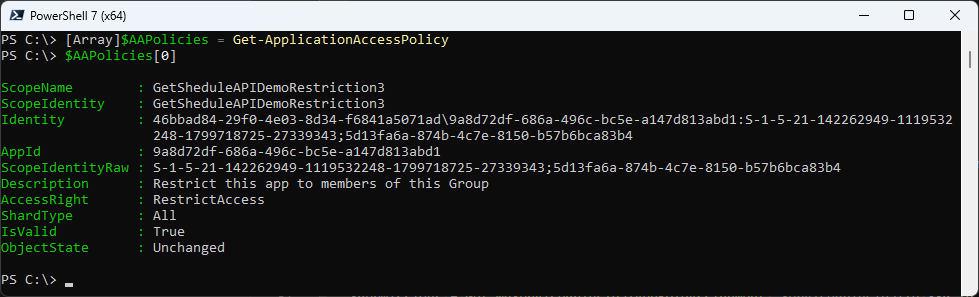 PowerShell 7 (x64)
PS C:\> [Array]$AAPolicies = Get-ApplicationAccessPolicy
PS C:\> $AAPolicies[0]
ScopeName : GetSheduleAPIDemoRestriction3
ScopeIdentity : GetSheduleAPIDemoRestriction3
Identity : 46bbad84-29f0-4e03-8d34-f6841a5071ad\9a8d72df-686a-496c-bc5e-a147d813abd1:S-1-5-21-142262949-1119532
248-1799718725-27339343;5d13fa6a-874b-4c7e-8150-b57b6bca83b4
AppId : 9a8d72df-686a-496c-bc5e-a147d813abd1
ScopeIdentityRaw : S-1-5-21-142262949-1119532248-1799718725-27339343;5d13fa6a-874b-4c7e-8150-b57b6bca83b4
Description : Restrict this app to members of this Group
AccessRight : RestrictAccess
ShardType : All
IsValid : True
ObjectState : Unchanged
PS C:\>